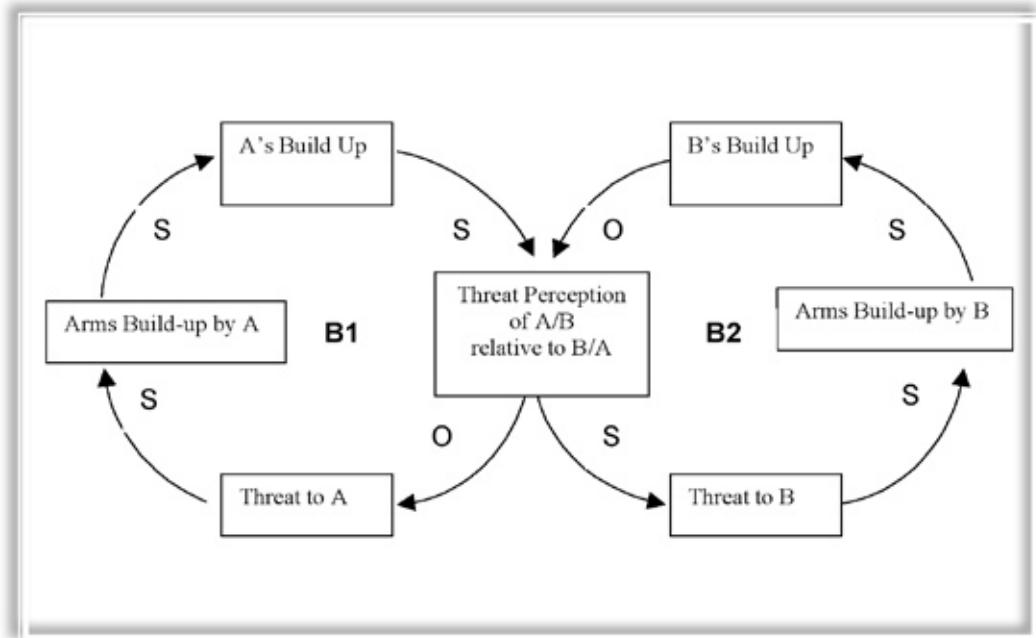 A's Build Up
B's Build Up
S
S
O
S
Threat Perception
of A/B
relative to B/A
Arms Build-up by A
B1
B2
Arms Build-up by B
S
O
S
S
Threat to A
Threat to B